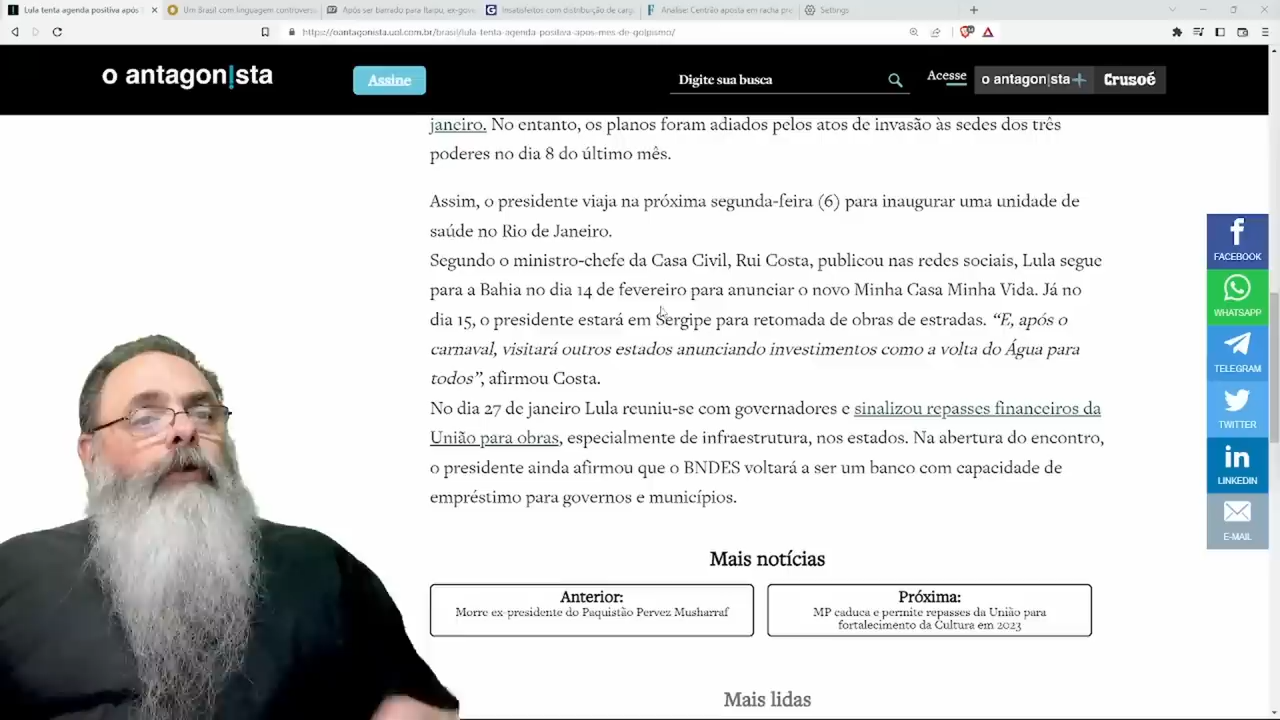 Lula tenta agenda positiva após
Um Brasil com linguagem controvers
Após ser barrado para Itaipu, ex-gove
Insatisfeitos com distribuição de carg
Análise: Centrão aposta em racha pr
Settings
https://oantagonista.uol.com.br/brasil/lula-tenta-agenda-positiva-apos-mes-de-golpismo/
o antagon!sta
Assine
Digite sua busca
Acesse
o antagon|sta+
Crusoé
janeiro. No entanto, os planos foram adiados pelos atos de invasão às sedes dos três
poderes no dia 8 do último mês.
Assim, o presidente viaja na próxima segunda-feira (6) para inaugurar uma unidade de
saúde no Rio de Janeiro.
Segundo o ministro-chefe da Casa Civil, Rui Costa, publicou nas redes sociais, Lula segue
para a Bahia no dia 14 de fevereiro para anunciar o novo Minha Casa Minha Vida. Já no
dia 15, o presidente estará em Sergipe para retomada de obras de estradas. “E, após o
carnaval, visitará outros estados anunciando investimentos como a volta do Água para
todos”, afirmou Costa.
No dia 27 de janeiro Lula reuniu-se com governadores e sinalizou repasses financeiros da
União para obras, especialmente de infraestrutura, nos estados. Na abertura do encontro,
o presidente ainda afirmou que o BNDES voltará a ser um banco com capacidade de
empréstimo para governos e municípios.
FACEBOOK
WHATSAPP
TELEGRAM
TWITTER
LINKEDIN
E-MAIL
Mais notícias
Anterior:
Morre ex-presidente do Paquistão Pervez Musharraf
Próxima:
MP caduca e permite repasses da União para
fortalecimento da Cultura em 2023
Mais lidas